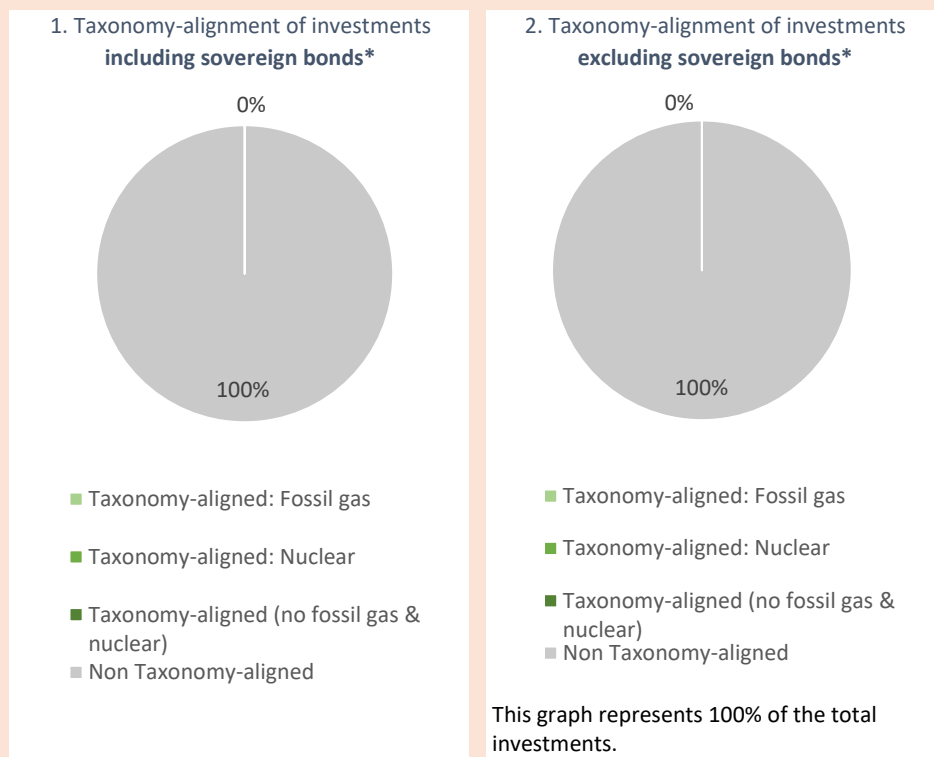 1. Taxonomy-alignment of investments
including sovereign bonds*
0%
100%
Taxonomy-aligned: Fossil gas
Taxonomy-aligned: Nuclear
Taxonomy-aligned (no fossil gas &
nuclear)
Non Taxonomy-aligned
2. Taxonomy-alignment of investments
excluding sovereign bonds*
0%
100%
Taxonomy-aligned: Fossil gas
Taxonomy-aligned: Nuclear
Taxonomy-aligned (no fossil gas &
nuclear)
Non Taxonomy-aligned
This graph represents 100% of the total
investments.